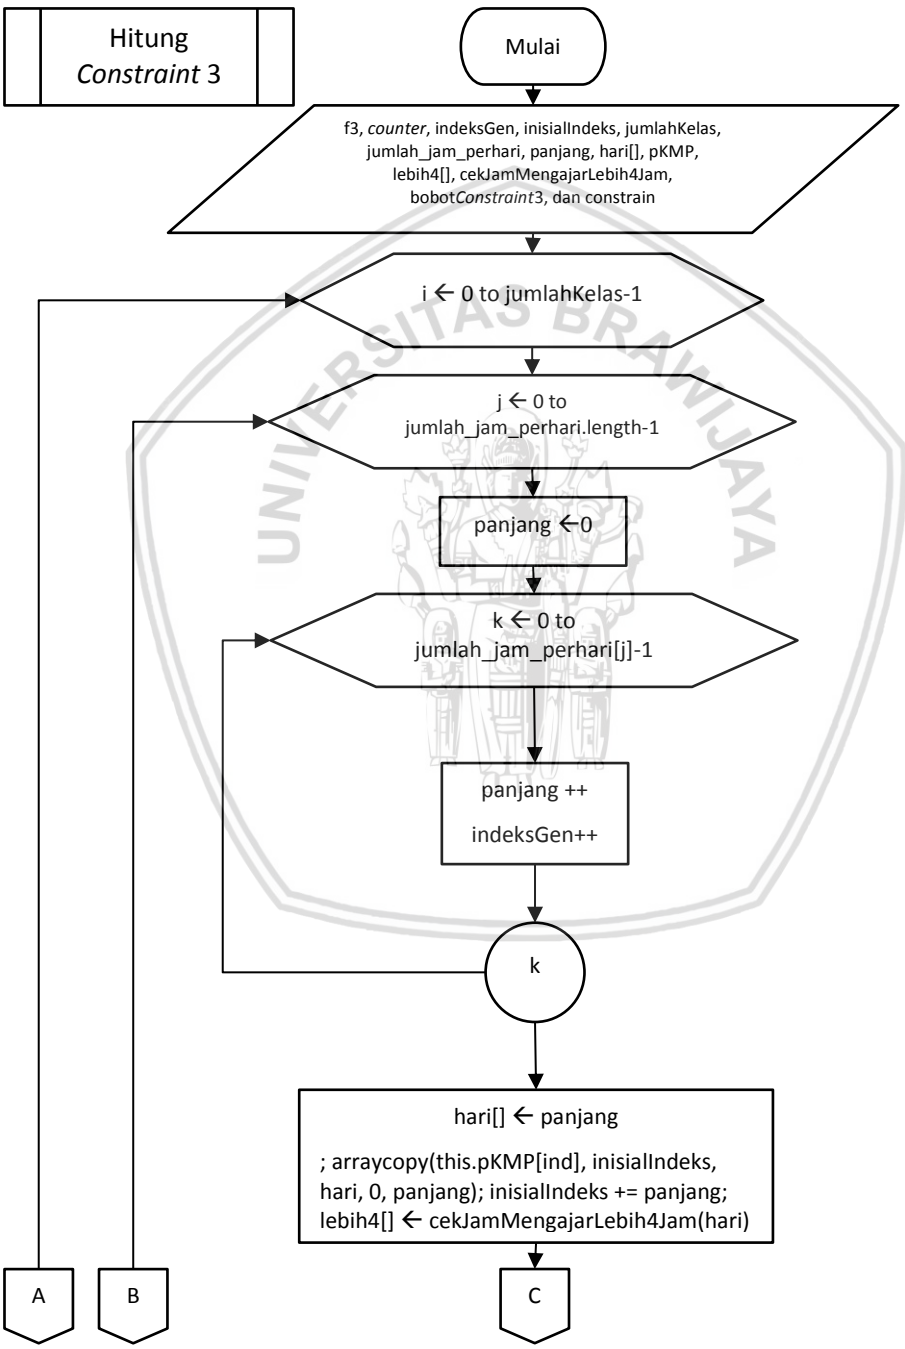 Hitung
Constraint 3
Mulai
f3, counter, indeksGen, inisialIndeks, jumlahKelas,
jumlah_jam_perhari, panjang, hari[], pKMP,
lebih4[], cekJamMengajarLebih4Jam,
bobotConstraint3, dan constrain
i ← 0 to jumlahKelas-1
UNIVERSITAS BRAWIJAYA
j ← 0 to
jumlah_jam_perhari.length-1
panjang ←0
k ← 0 to
jumlah_jam_perhari[j]-1
panjang ++
indeksGen++
k
hari[] ← panjang
; arraycopy(this.pKMP[ind], inisialIndeks,
hari, 0, panjang); inisialIndeks += panjang;
lebih4[] ← cekJamMengajarLebih4Jam(hari)
A
B
C